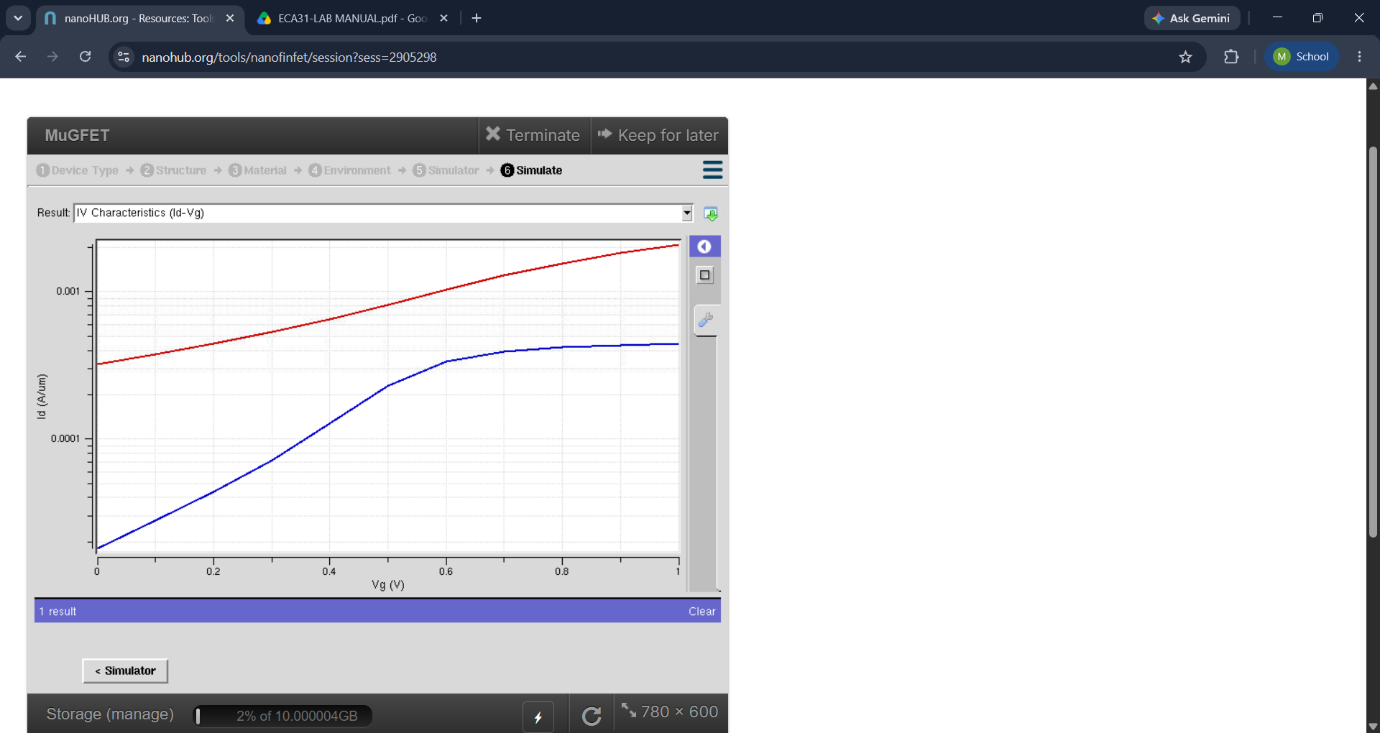 nanoHUB.org - Resources: Tool
ECA31-LAB MANUAL.pdf - Goo
Ask Gemini
nanohub.org/tools/nanofinfet/session?sess=2905298
M School
MuGFET
Terminate
Keep for later
1 Device Type
2 Structure
3 Material
4 Environment
5 Simulator
6 Simulate
Result: IV Characteristics (Id-Vg)
0.001
0.0001
Id (A/um)
0 0.2 0.4 0.6 0.8 1
Vg (V)
1 result
Clear
< Simulator
Storage (manage)
2% of 10.000004GB
780 × 600